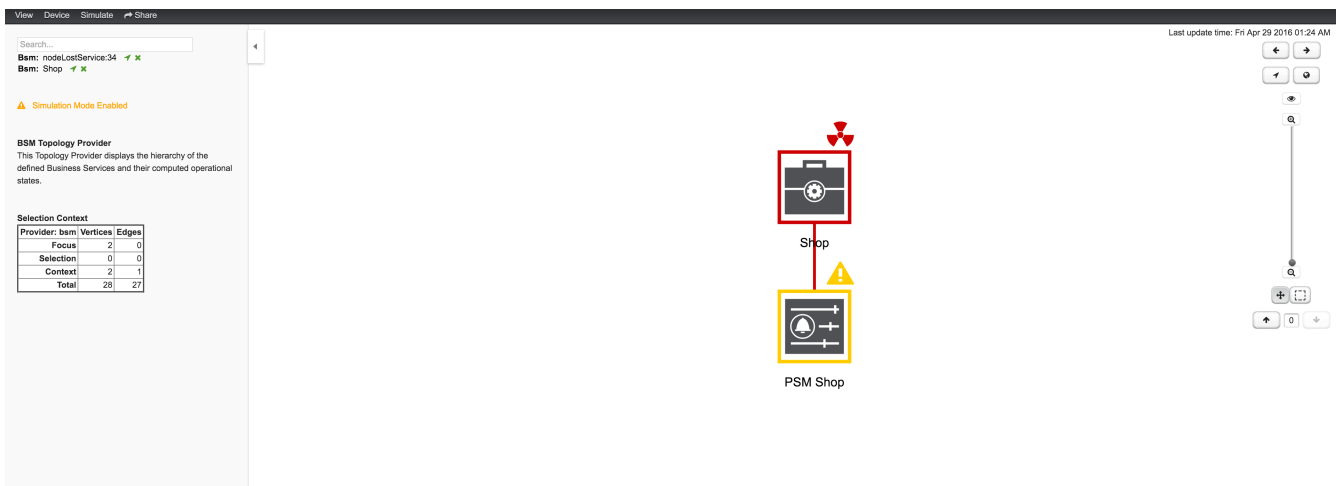 View Device Simulate Share
Last update time: Fri Apr 29 2016 01:24 AM
Search...
Bsm: nodeLostService:34
Bsm: Shop
Simulation Mode Enabled
BSM Topology Provider
This Topology Provider displays the hierarchy of the
defined Business Services and their computed operational
states.
Selection Context
Provider: bsm Vertices Edges
Focus 2 0
Selection 0 0
Context 2 1
Total 28 27
Shop
PSM Shop
0